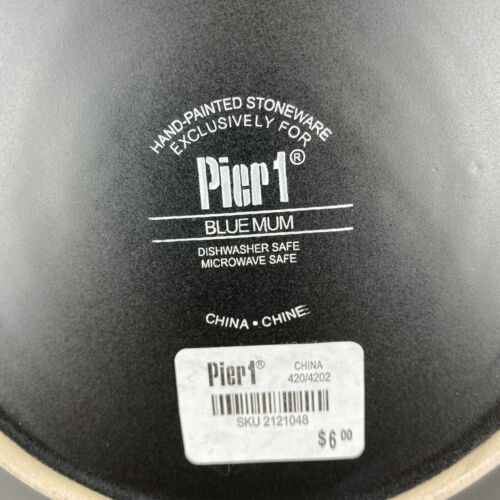 HAND-PAINTED STONEWARE
EXCLUSIVELY FOR
Pier 1®
BLUE MUM
DISHWASHER SAFE
MICROWAVE SAFE
CHINA • CHINE
Pier 1® CHINA
420/4202
SKU 2121048
$6.00